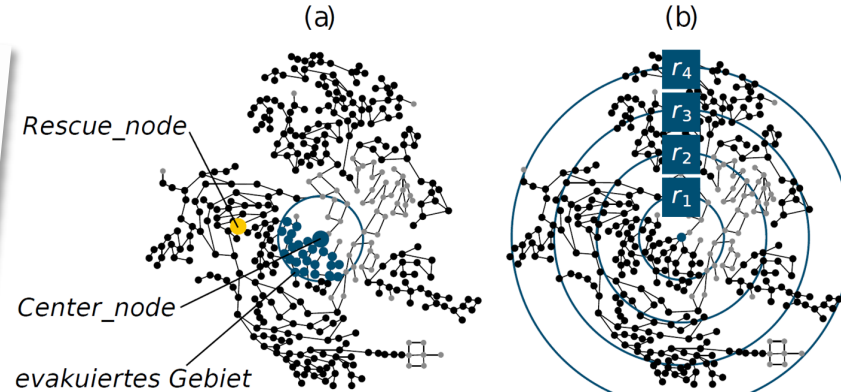 (a)
(b)
Rescue_node
Center_node
evakuiertes Gebiet
r4
r3
r2
r1